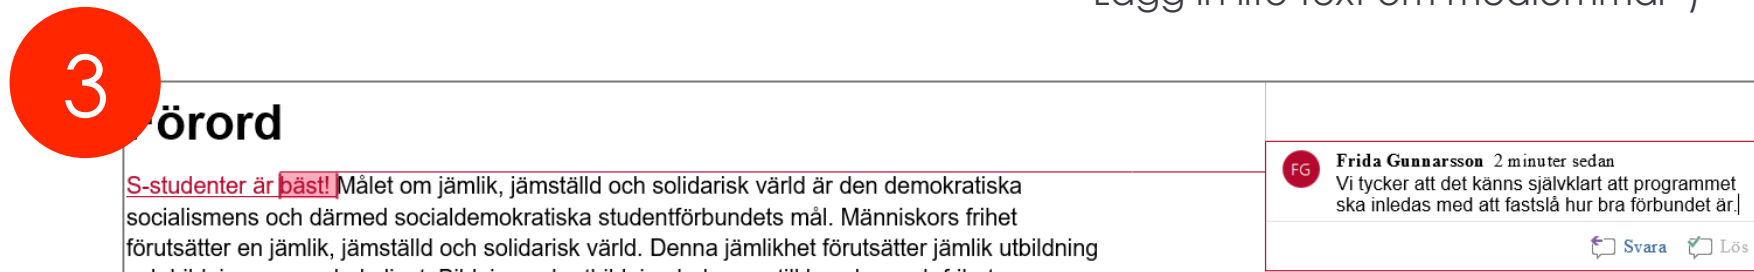 3
Förord
S-studenter är bäst! Målet om jämlik, jämställd och solidarisk värld är den demokratiska
socialismens och därmed socialdemokratiska studentförbundets mål. Människors frihet
förutsätter en jämlik, jämställd och solidarisk värld. Denna jämlikhet förutsätter jämlik utbildning
FG
Frida Gunnarsson 2 minuter sedan
Vi tycker att det känns självklart att programmet
ska inledas med att fastslå hur bra förbundet är.
Svara Lös